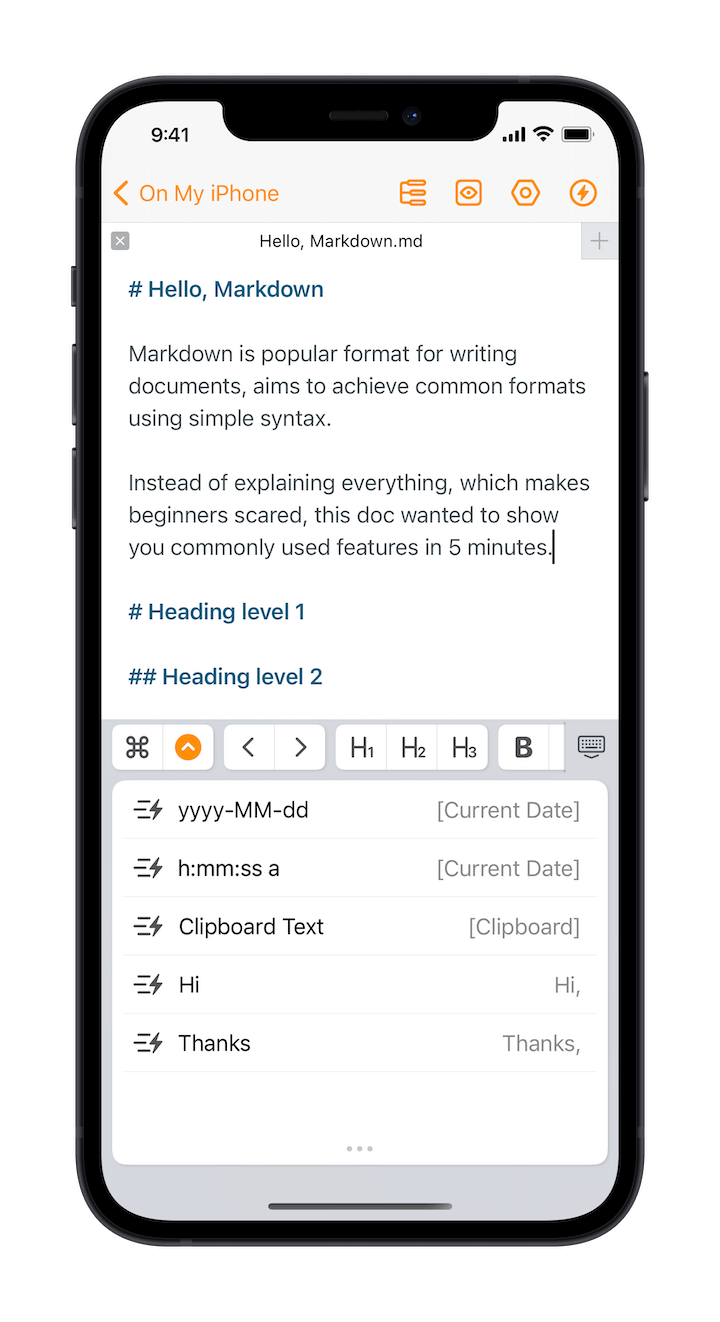 9:41
On My iPhone
Hello, Markdown.md
# Hello, Markdown
Markdown is popular format for writing
documents, aims to achieve common formats
using simple syntax.
Instead of explaining everything, which makes
beginners scared, this doc wanted to show
you commonly used features in 5 minutes.
# Heading level 1
## Heading level 2
H1 H2 H3 B
yyyy-MM-dd [Current Date]
h:mm:ss a [Current Date]
Clipboard Text [Clipboard]
Hi Hi,
Thanks Thanks,